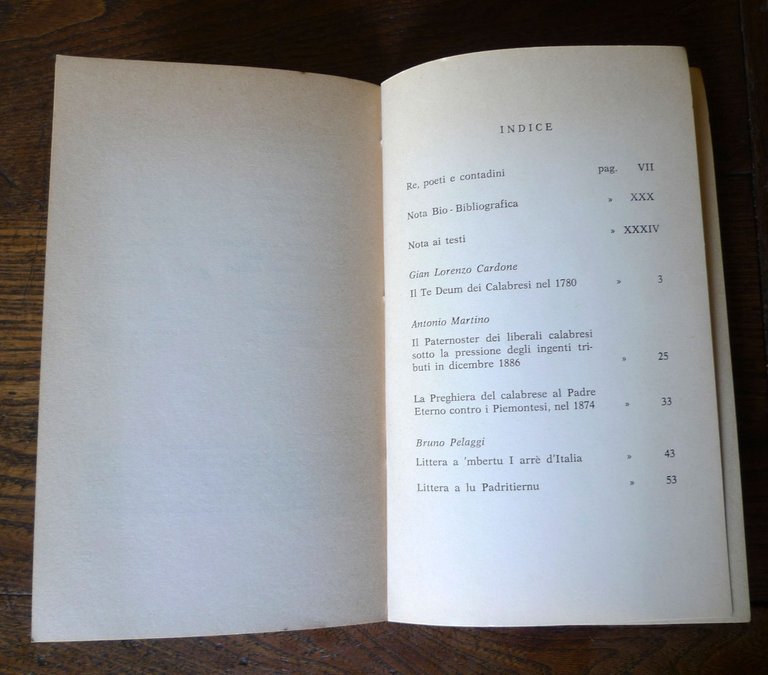 INDICE
Re, poeti e contadini pag. VII
Nota Bio-Bibliografica » XXX
Nota ai testi » XXXIV
Gian Lorenzo Cardone
Il Te Deum dei Calabresi nel 1780 » 3
Antonio Martino
Il Paternoster dei liberali calabresi
sotto la pressione degli ingenti tri-
buti in dicembre 1886 » 25
La Preghiera del calabrese al Padre
Eterno contro i Piemontesi, nel 1874 » 33
Bruno Pelaggi
Littera a 'mbertu I arrè d'Italia » 43
Littera a lu Padritiernu » 53